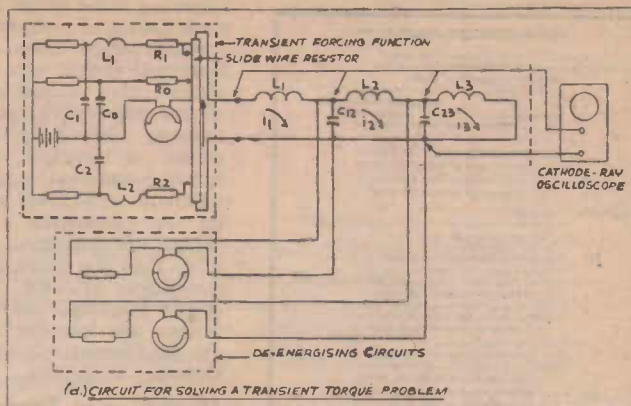 TRANSIENT FORCING FUNCTION
SLIDE WIRE RESISTOR
L1
R1
R0
C1
C0
C2
L2
R2
L1
L2
L3
C12
C23
i1
i2
i3
CATHODE-RAY
OSCILLOSCOPE
DE-ENERGISING CIRCUITS
(d.) CIRCUIT FOR SOLVING A TRANSIENT TORQUE PROBLEM